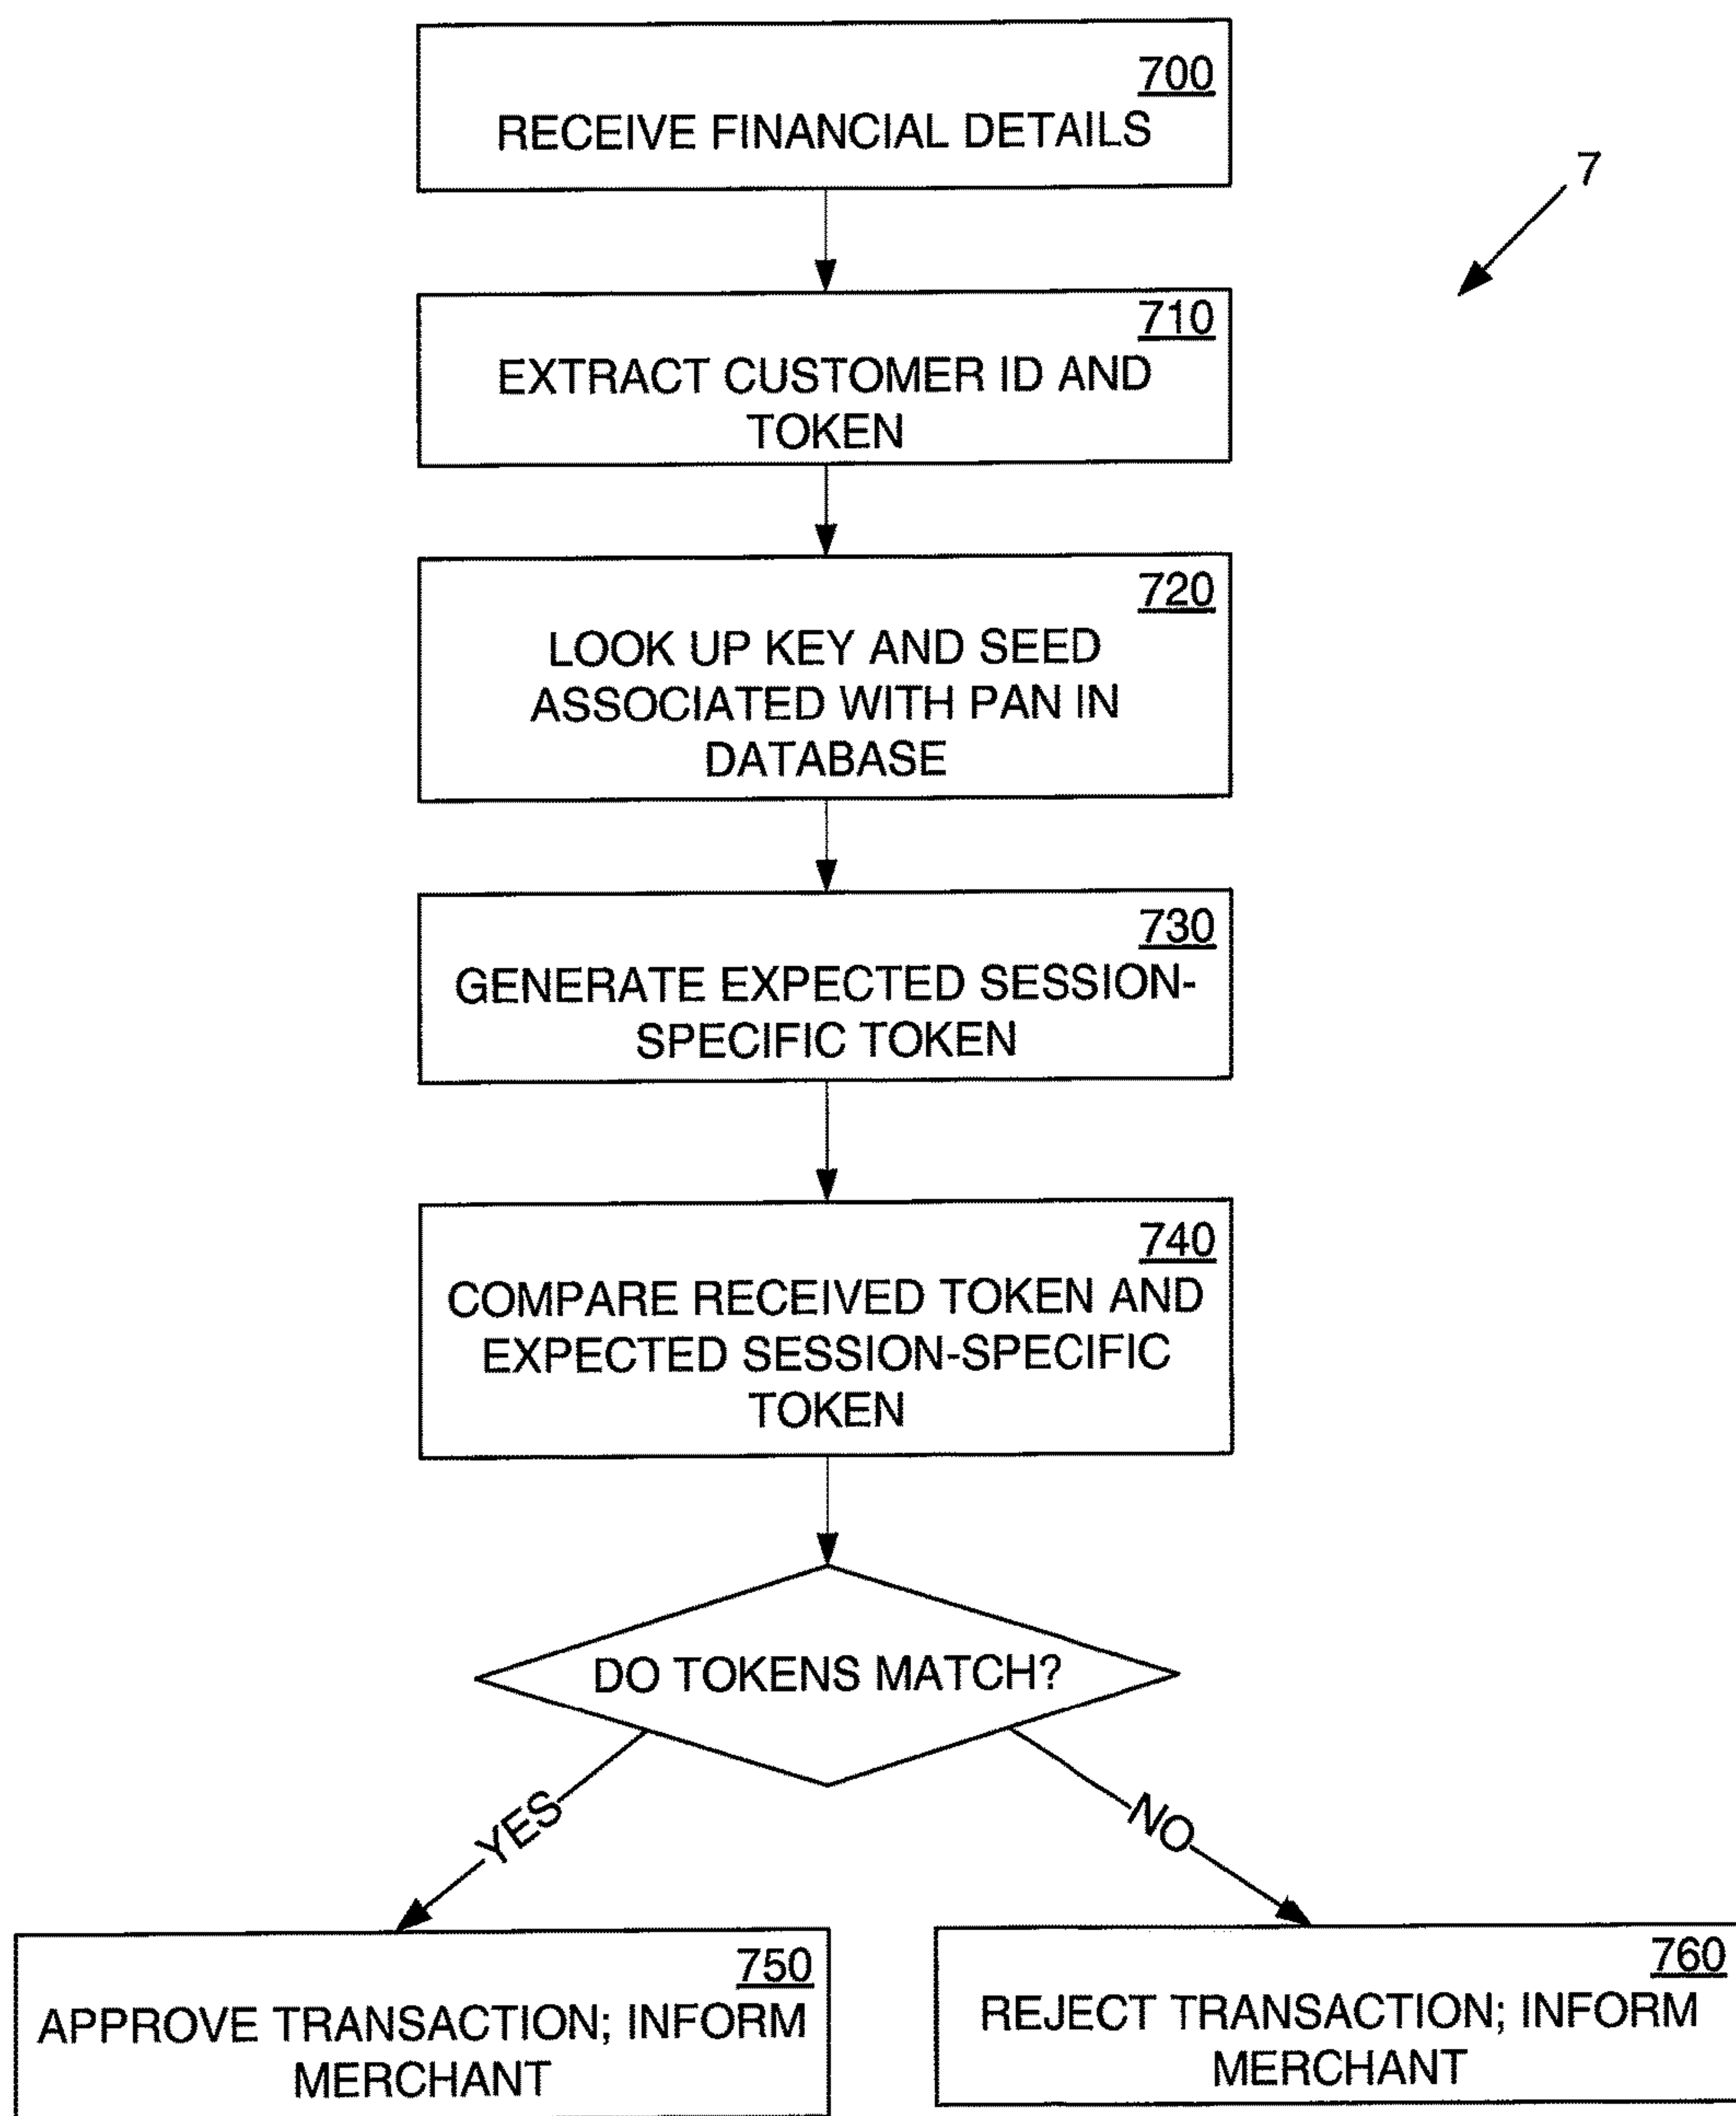 700
RECEIVE FINANCIAL DETAILS
7
710
EXTRACT CUSTOMER ID AND
TOKEN
720
LOOK UP KEY AND SEED
ASSOCIATED WITH PAN IN
DATABASE
730
GENERATE EXPECTED SESSION-
SPECIFIC TOKEN
740
COMPARE RECEIVED TOKEN AND
EXPECTED SESSION-SPECIFIC
TOKEN
DO TOKENS MATCH?
YES
NO
750
APPROVE TRANSACTION; INFORM
MERCHANT
760
REJECT TRANSACTION; INFORM
MERCHANT